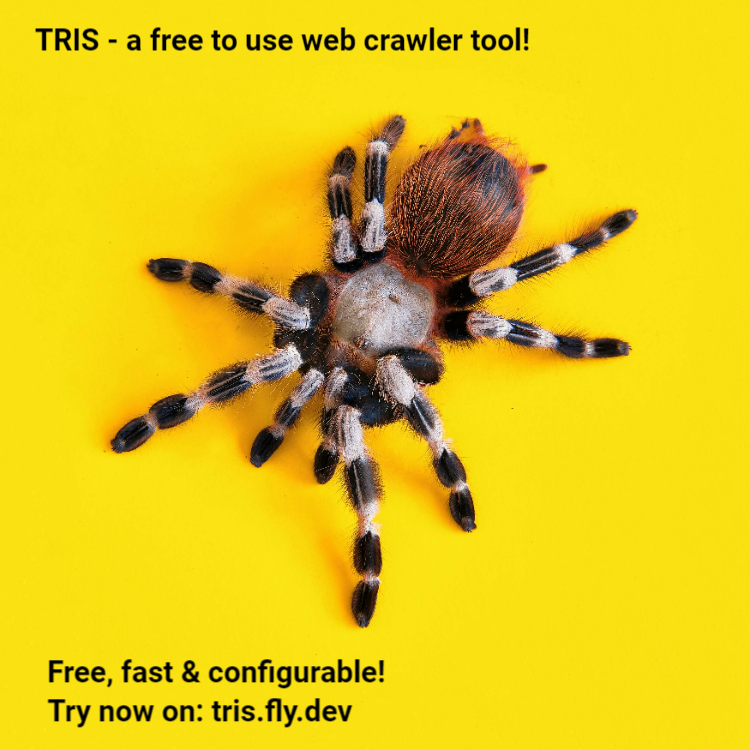 TRIS - a free to use web crawler tool!
Free, fast & configurable!
Try now on: tris.fly.dev